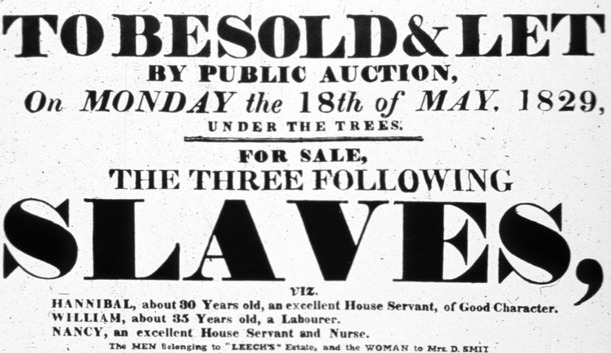 TO BE SOLD & LET
BY PUBLIC AUCTION,
On MONDAY the 18th of MAY. 1829,
UNDER THE TREES.
FOR SALE,
THE THREE FOLLOWING
SLAVES,
VIZ.
HANNIBAL, about 30 Years old, an excellent House Servant, of Good Character.
WILLIAM, about 35 Years old, a Labourer.
NANCY, an excellent House Servant and Nurse.
The MEN Belonging to "LEECH'S" Estate, and the WOMAN to Mrs. D. SMIT